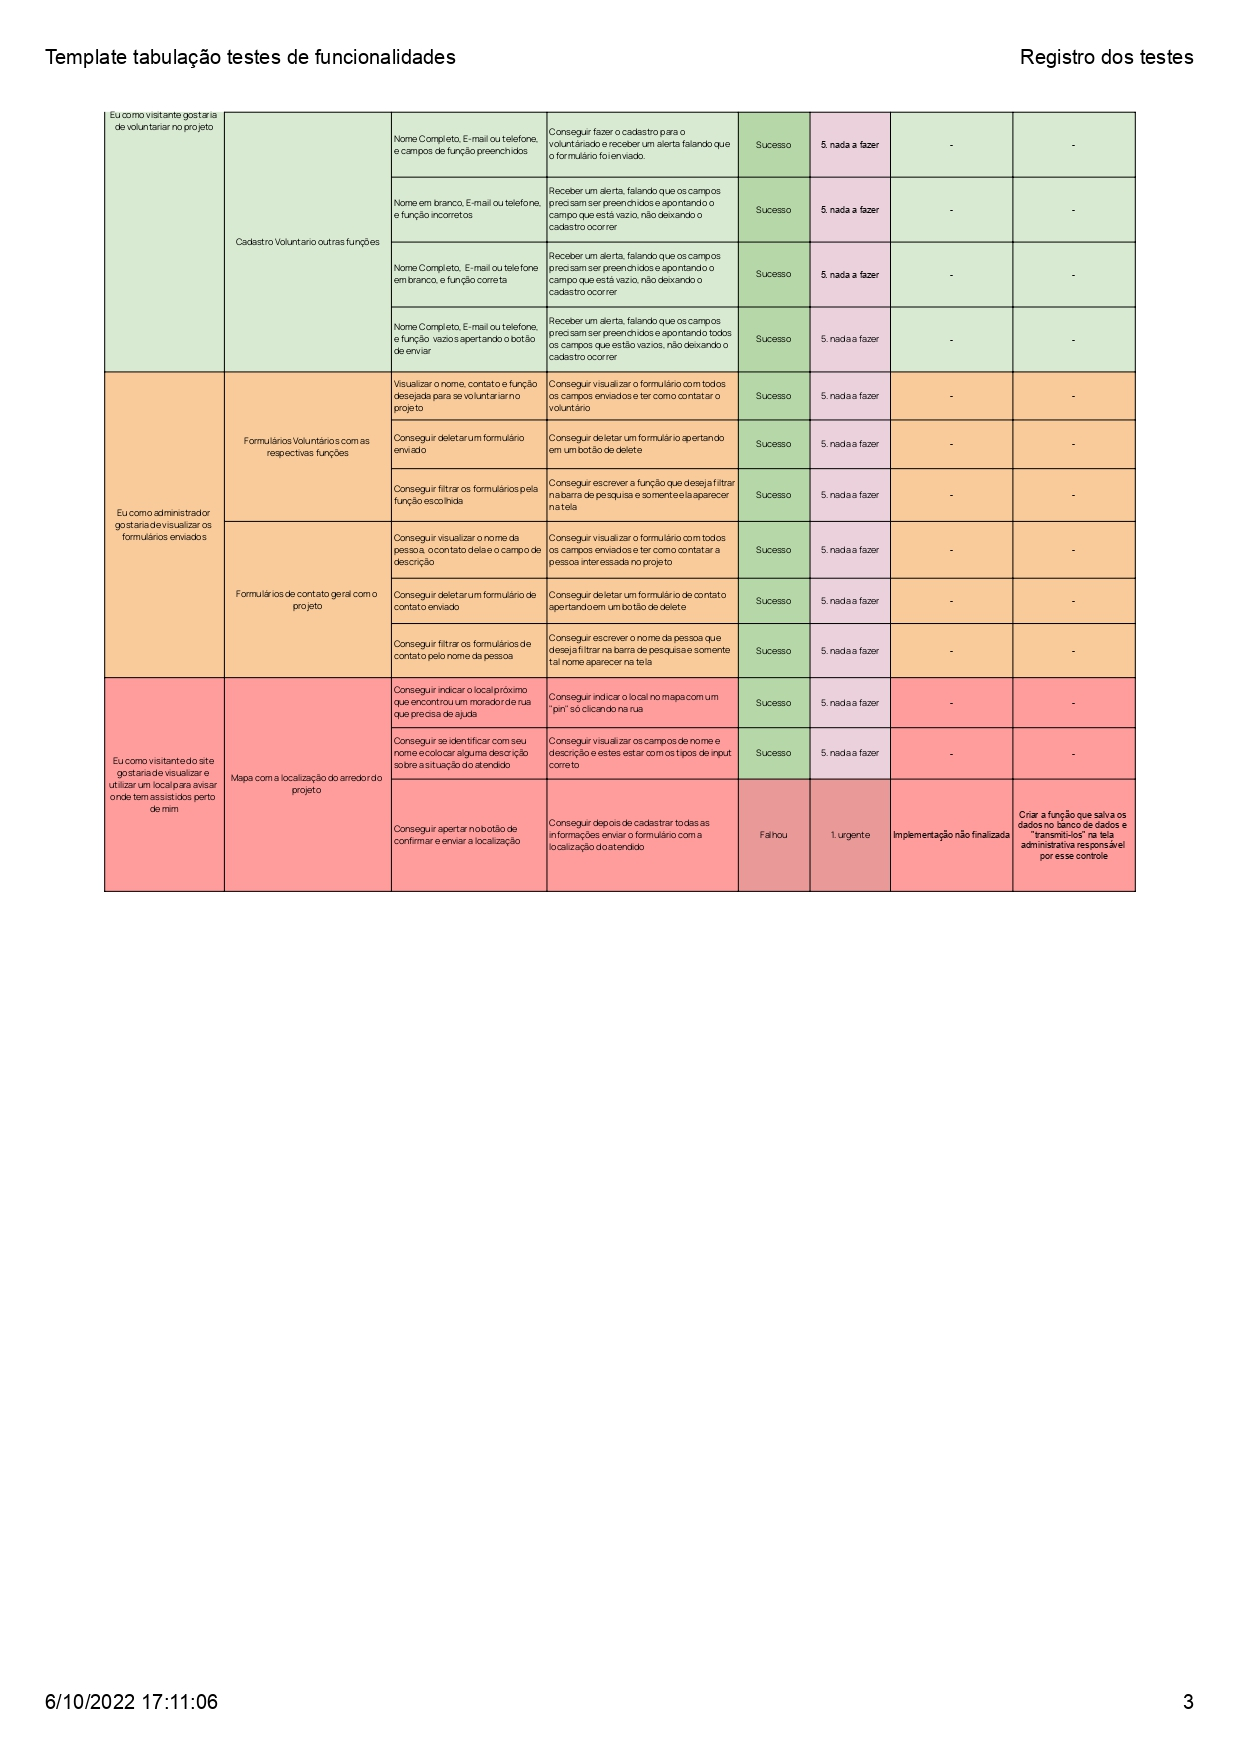 Template tabulação testes de funcionalidades
Registro dos testes
Eu como visitante gostaria
de voluntariar no projeto
Cadastro Voluntario outras funções
Nome Completo, E-mail ou telefone,
e campos de função preenchidos
Conseguir fazer o cadastro para o
voluntáriado e receber um alerta falando que
o formulário foi enviado.
Sucesso
5. nada a fazer
-
-
Nome em branco, E-mail ou telefone,
e função incorretos
Receber um alerta, falando que os campos
precisam ser preenchidos e apontando o
campo que está vazio, não deixando o
cadastro ocorrer
Sucesso
5. nada a fazer
-
-
Nome Completo, E-mail ou telefone
em branco, e função correta
Receber um alerta, falando que os campos
precisam ser preenchidos e apontando o
campo que está vazio, não deixando o
cadastro ocorrer
Sucesso
5. nada a fazer
-
-
Nome Completo, E-mail ou telefone,
e função vazios apertando o botão
de enviar
Receber um alerta, falando que os campos
precisam ser preenchidos e apontando todos
os campos que estão vazios, não deixando o
cadastro ocorrer
Sucesso
5. nada a fazer
-
-
Eu como administrador
gostaria de visualizar os
formulários enviados
Formulários Voluntários com as
respectivas funções
Visualizar o nome, contato e função
desejada para se voluntariar no
projeto
Conseguir visualizar o formulário com todos
os campos enviados e ter como contatar o
voluntário
Sucesso
5. nada a fazer
-
-
Conseguir deletar um formulário
enviado
Conseguir deletar um formulário apertando
em um botão de delete
Sucesso
5. nada a fazer
-
-
Conseguir filtrar os formulários pela
função escolhida
Conseguir escrever a função que deseja filtrar
na barra de pesquisa e somente ela aparecer
na tela
Sucesso
5. nada a fazer
-
-
Formulários de contato geral com o
projeto
Conseguir visualizar o nome da
pessoa, o contato dela e o campo de
descrição
Conseguir visualizar o formulário com todos
os campos enviados e ter como contatar a
pessoa interessada no projeto
Sucesso
5. nada a fazer
-
-
Conseguir deletar um formulário de
contato enviado
Conseguir deletar um formulário de contato
apertando em um botão de delete
Sucesso
5. nada a fazer
-
-
Conseguir filtrar os formulários de
contato pelo nome da pessoa
Conseguir escrever o nome da pessoa que
deseja filtrar na barra de pesquisa e somente
tal nome aparecer na tela
Sucesso
5. nada a fazer
-
-
Eu como visitante do site
gostaria de visualizar e
utilizar um local para avisar
onde tem assistidos perto
de mim
Mapa com a localização do arredor do
projeto
Conseguir indicar o local próximo
que encontrou um morador de rua
que precisa de ajuda
Conseguir indicar o local no mapa com um
"pin" só clicando na rua
Sucesso
5. nada a fazer
-
-
Conseguir se identificar com seu
nome e colocar alguma descrição
sobre a situação do atendido
Conseguir visualizar os campos de nome e
descrição e estes estar com os tipos de input
correto
Sucesso
5. nada a fazer
-
-
Conseguir apertar no botão de
confirmar e enviar a localização
Conseguir depois de cadastrar todas as
informações enviar o formulário com a
localização do atendido
Falhou
1. urgente
Implementação não finalizada
Criar a função que salva os
dados no banco de dados e
"transmiti-los" na tela
administrativa responsável
por esse controle
6/10/2022 17:11:06
3